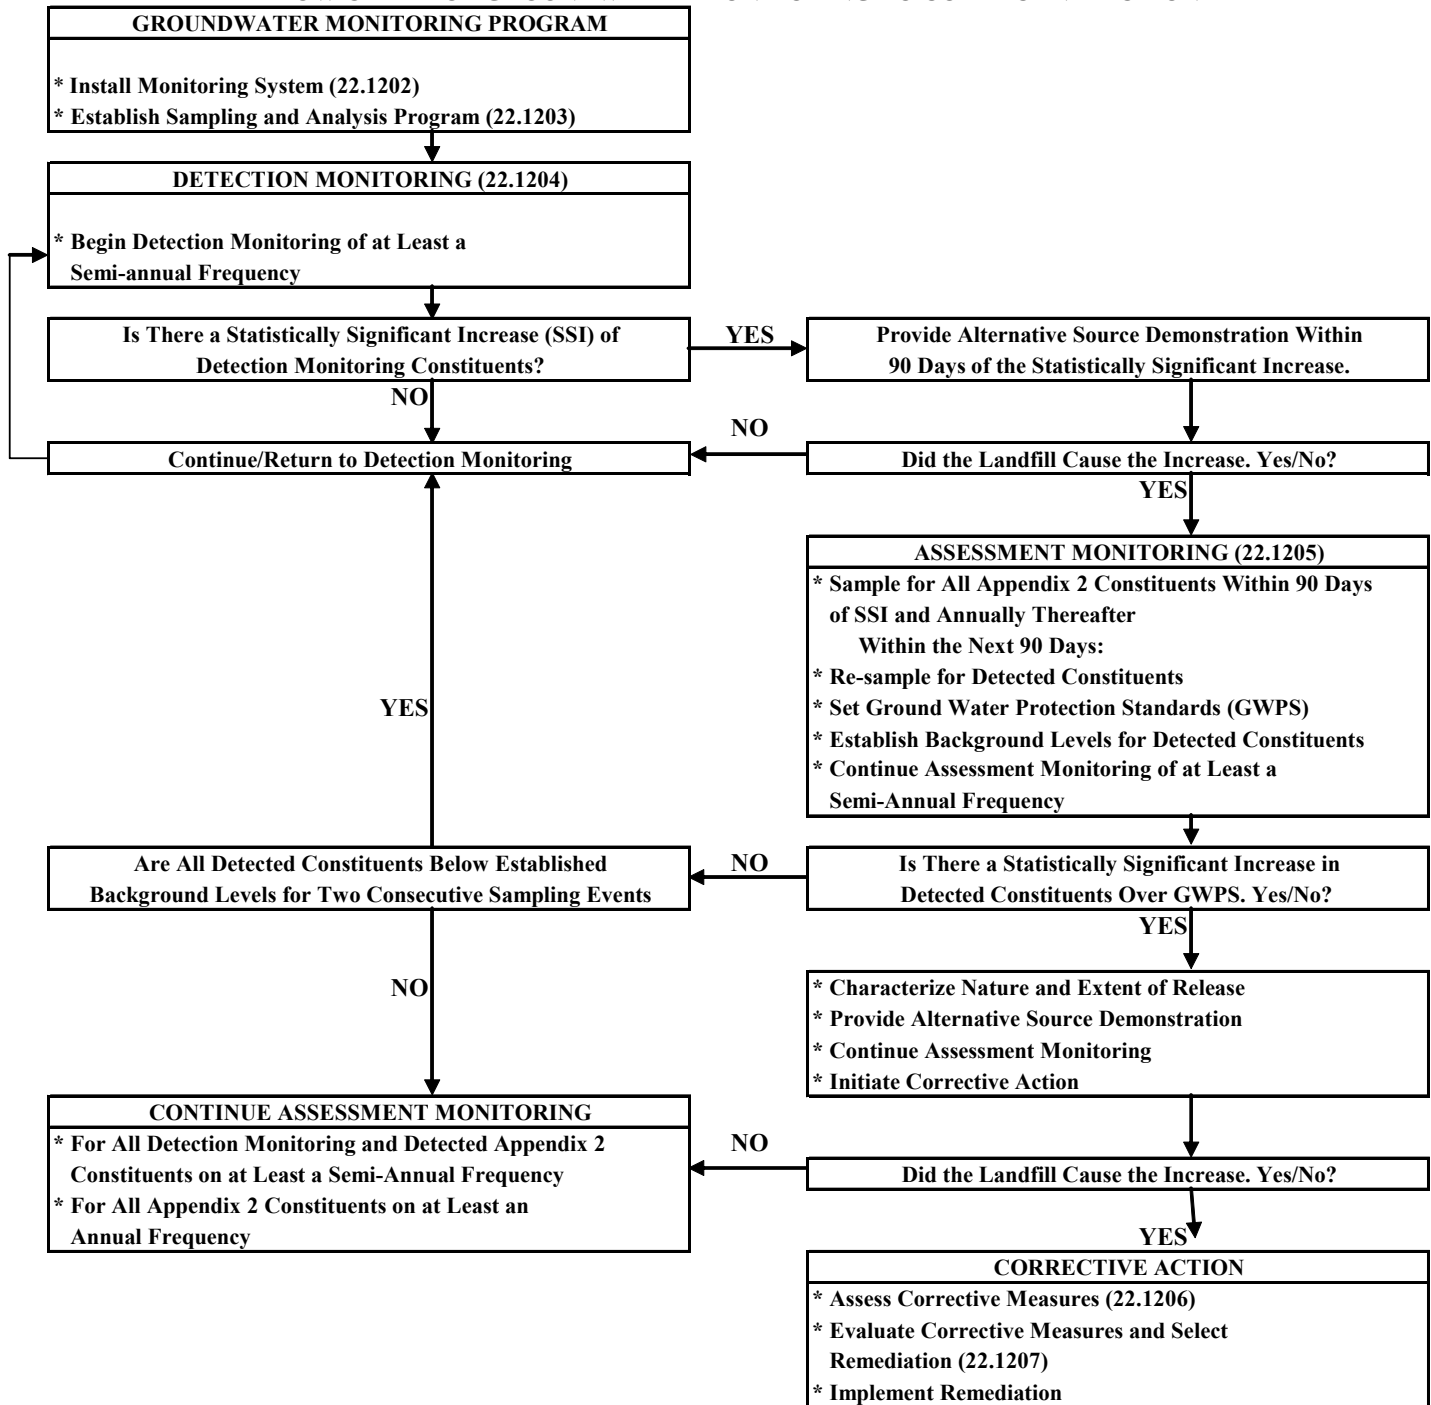 GROUNDWATER MONITORING PROGRAM
* Install Monitoring System (22.1202)
* Establish Sampling and Analysis Program (22.1203)
DETECTION MONITORING (22.1204)
* Begin Detection Monitoring of at Least a
Semi-annual Frequency
Is There a Statistically Significant Increase (SSI) of
Detection Monitoring Constituents?
YES
Provide Alternative Source Demonstration Within
90 Days of the Statistically Significant Increase.
NO
NO
Continue/Return to Detection Monitoring
Did the Landfill Cause the Increase. Yes/No?
YES
ASSESSMENT MONITORING (22.1205)
* Sample for All Appendix 2 Constituents Within 90 Days
of SSI and Annually Thereafter
Within the Next 90 Days:
* Re-sample for Detected Constituents
* Set Ground Water Protection Standards (GWPS)
* Establish Background Levels for Detected Constituents
* Continue Assessment Monitoring of at Least a
Semi-Annual Frequency
YES
Are All Detected Constituents Below Established
Background Levels for Two Consecutive Sampling Events
NO
Is There a Statistically Significant Increase in
Detected Constituents Over GWPS. Yes/No?
YES
NO
* Characterize Nature and Extent of Release
* Provide Alternative Source Demonstration
* Continue Assessment Monitoring
* Initiate Corrective Action
CONTINUE ASSESSMENT MONITORING
* For All Detection Monitoring and Detected Appendix 2
Constituents on at Least a Semi-Annual Frequency
* For All Appendix 2 Constituents on at Least an
Annual Frequency
NO
Did the Landfill Cause the Increase. Yes/No?
YES
CORRECTIVE ACTION
* Assess Corrective Measures (22.1206)
* Evaluate Corrective Measures and Select
Remediation (22.1207)
* Implement Remediation